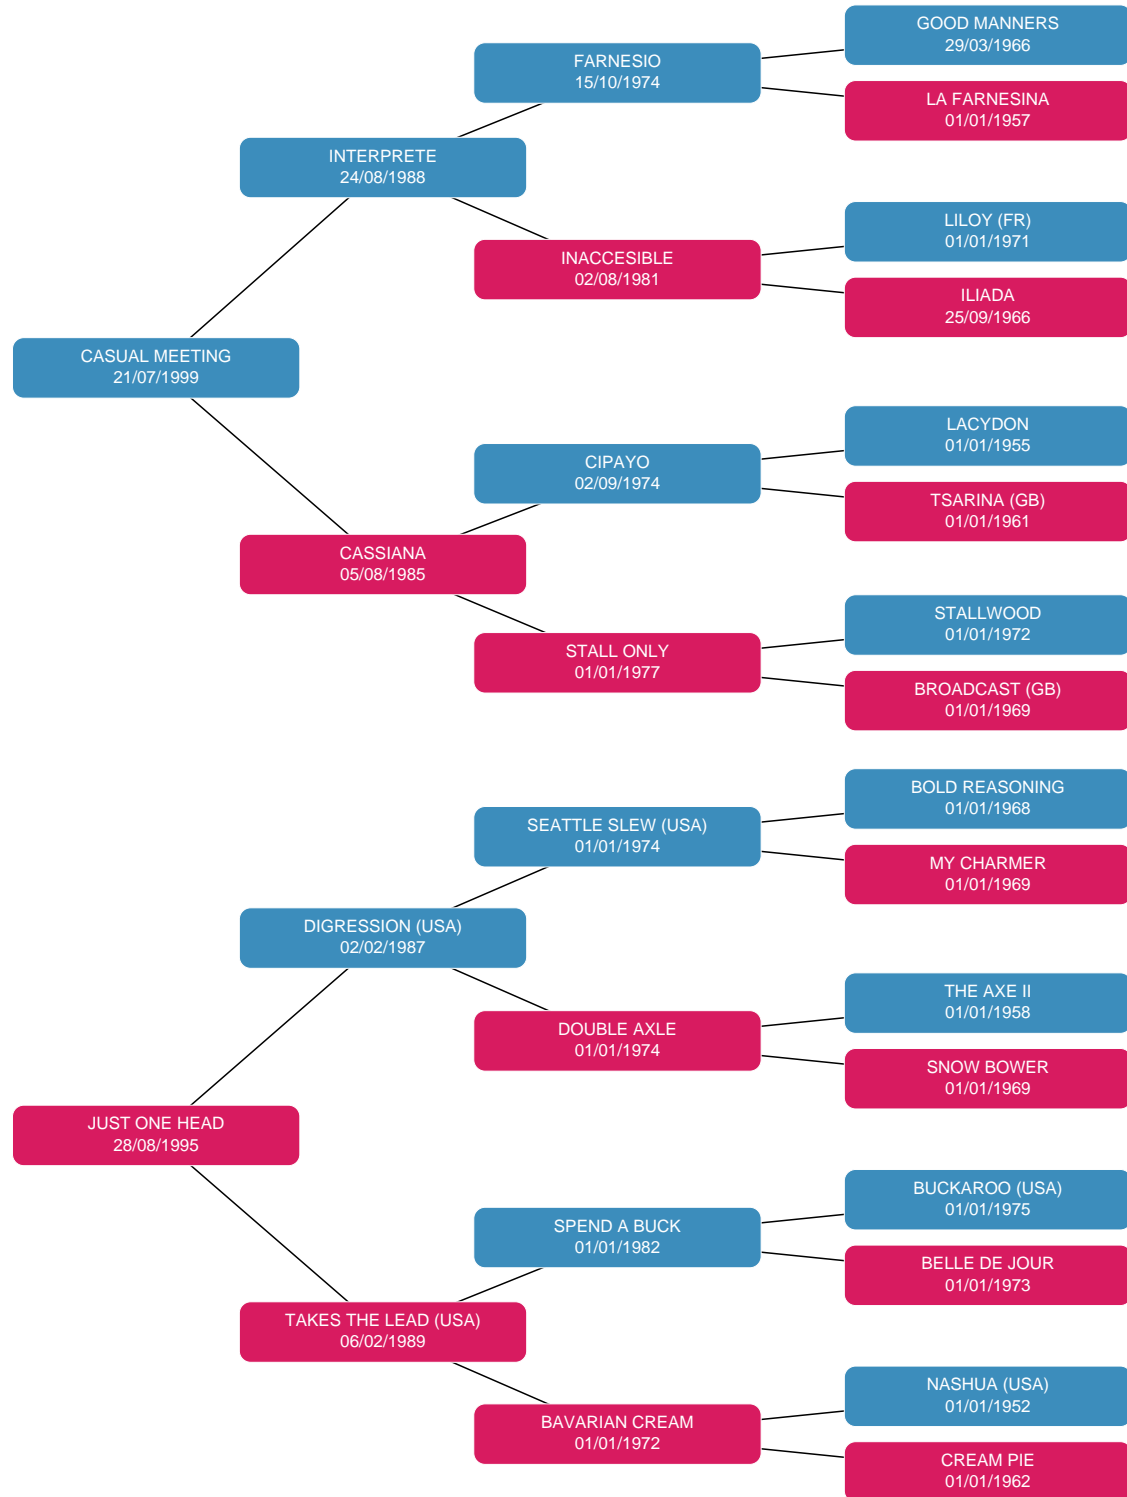 GOOD MANNERS
29/03/1966
FARNESIO
15/10/1974
LA FARNESINA
01/01/1957
INTERPRETE
24/08/1988
LILOY (FR)
01/01/1971
INACCESIBLE
02/08/1981
ILIADA
25/09/1966
CASUAL MEETING
21/07/1999
LACYDON
01/01/1955
CIPAYO
02/09/1974
TSARINA (GB)
01/01/1961
CASSIANA
05/08/1985
STALLWOOD
01/01/1972
STALL ONLY
01/01/1977
BROADCAST (GB)
01/01/1969
BOLD REASONING
01/01/1968
SEATTLE SLEW (USA)
01/01/1974
MY CHARMER
01/01/1969
DIGRESSION (USA)
02/02/1987
THE AXE II
01/01/1958
DOUBLE AXLE
01/01/1974
SNOW BOWER
01/01/1969
JUST ONE HEAD
28/08/1995
BUCKAROO (USA)
01/01/1975
SPEND A BUCK
01/01/1982
BELLE DE JOUR
01/01/1973
TAKES THE LEAD (USA)
06/02/1989
NASHUA (USA)
01/01/1952
BAVARIAN CREAM
01/01/1972
CREAM PIE
01/01/1962